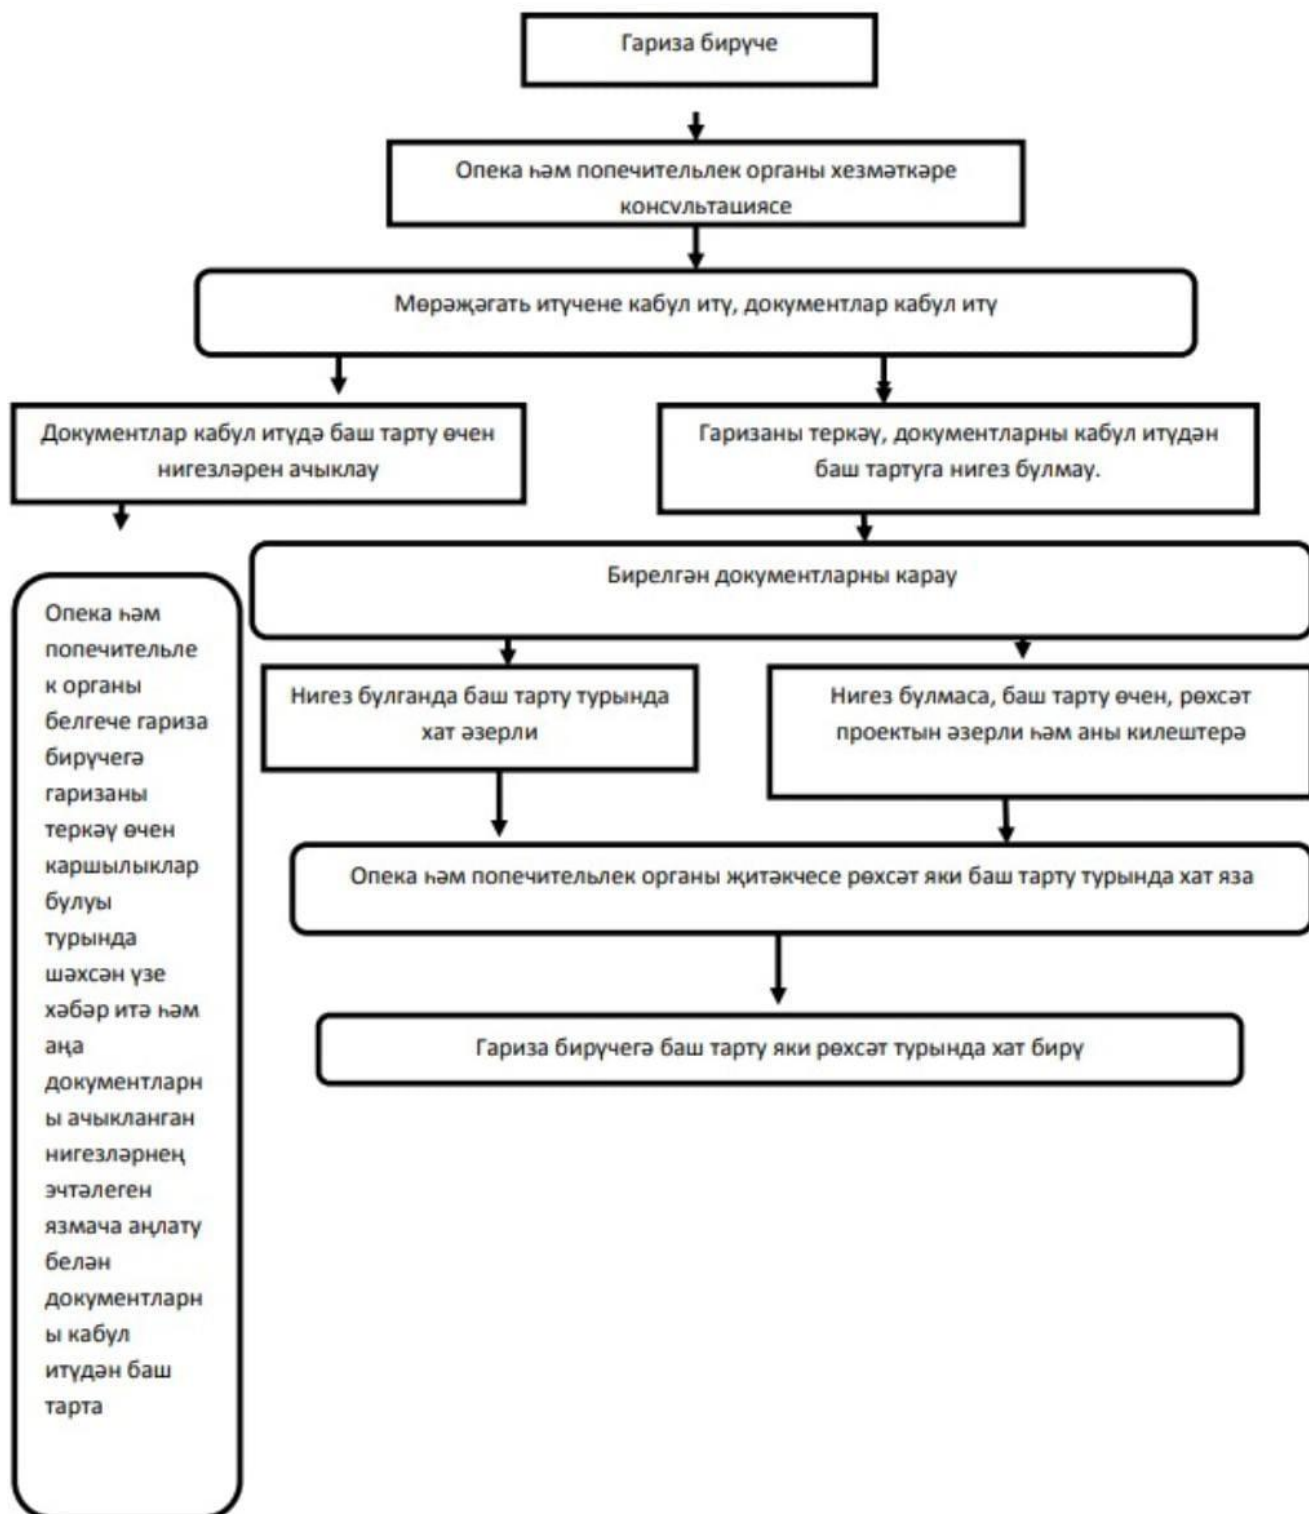 Гариза бирүче
Опека һәм попечительлек органы хезмәткәре
консультациясе
Мөрәҗәгать итүчене кабул итү, документлар кабул итү
Документлар кабул итүдә баш тарту өчен
нигезләрен ачыклау
Гаризаны теркәү, документларны кабул итүдән
баш тартуга нигез булмау.
Бирелгән документларны карау
Опека һәм
попечительле
к органы
белгече гариза
бирүчегә
гаризаны
теркәү өчен
каршылыклар
булуы
турында
шәхсән үзе
хәбәр итә һәм
аңа
документларн
ы ачыкланган
нигезләрнең
эчтәлеген
язмача аңлату
белән
документларн
ы кабул
итүдән баш
тарта
Нигез булганда баш тарту турында
хат әзерли
Нигез булмаса, баш тарту өчен, рөхсәт
проектын әзерли һәм аны килештерә
Опека һәм попечительлек органы җитәкчесе рөхсәт яки баш тарту турында хат яза
Гариза бирүчегә баш тарту яки рөхсәт турында хат бирү